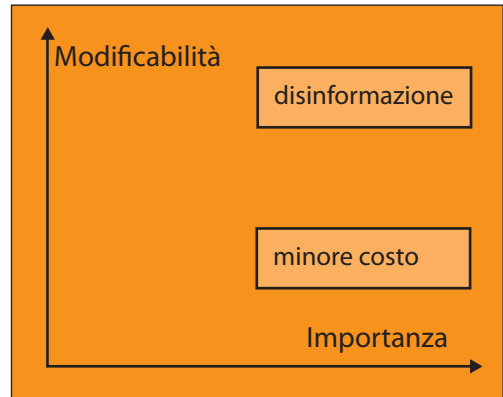 Modificabilità
disinformazione
minore costo
Importanza